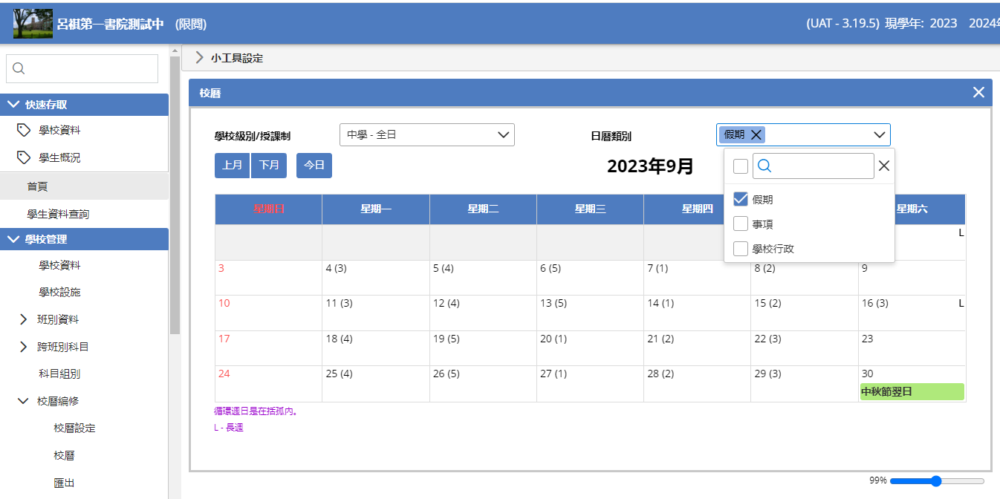 呂祺第一書院測試中 (限閱) (UAT - 3.19.5) 現學年: 2023 2024年
小工具設定
快速存取
學校資料
學生概況
首頁
學生資料查詢
學校管理
學校資料
學校設施
班別資料
跨班別科目
科目組別
校曆編修
校曆設定
校曆
匯出
校曆
學校級別/授課制 中學 - 全日 日曆類別 假期
上月 下月 今日 2023年9月
假期
事項
學校行政
星期日 星期一 星期二 星期三 星期四 星期六
L
3 4 (3) 5 (4) 6 (5) 7 (1) 8 (2) 9
10 11 (3) 12 (4) 13 (5) 14 (1) 15 (2) 16 (3) L
17 18 (4) 19 (5) 20 (1) 21 (2) 22 (3) 23
24 25 (4) 26 (5) 27 (1) 28 (2) 29 (3) 30
中秋節翌日
循環週日是在括孤內。
L - 長週
99%